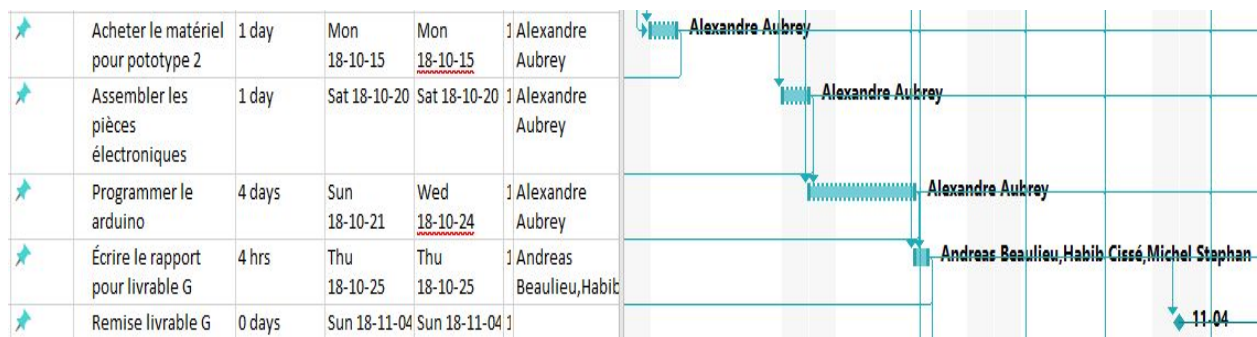 Acheter le matériel 1 day Mon Mon 1 Alexandre Alexandre Aubrey
pour pototype 2 18-10-15 18-10-15 Aubrey
Assembler les 1 day Sat 18-10-20 Sat 18-10-20 1 Alexandre Alexandre Aubrey
pièces Aubrey
électroniques
Programmer le 4 days Sun Wed 1 Alexandre Alexandre Aubrey
arduino 18-10-21 18-10-24 Aubrey
Écrire le rapport 4 hrs Thu Thu 1 Andreas Andreas Beaulieu,Habib Cissé,Michel Stephan
pour livrable G 18-10-25 18-10-25 Beaulieu,Habib
Remise livrable G 0 days Sun 18-11-04 Sun 18-11-04 1 11-04